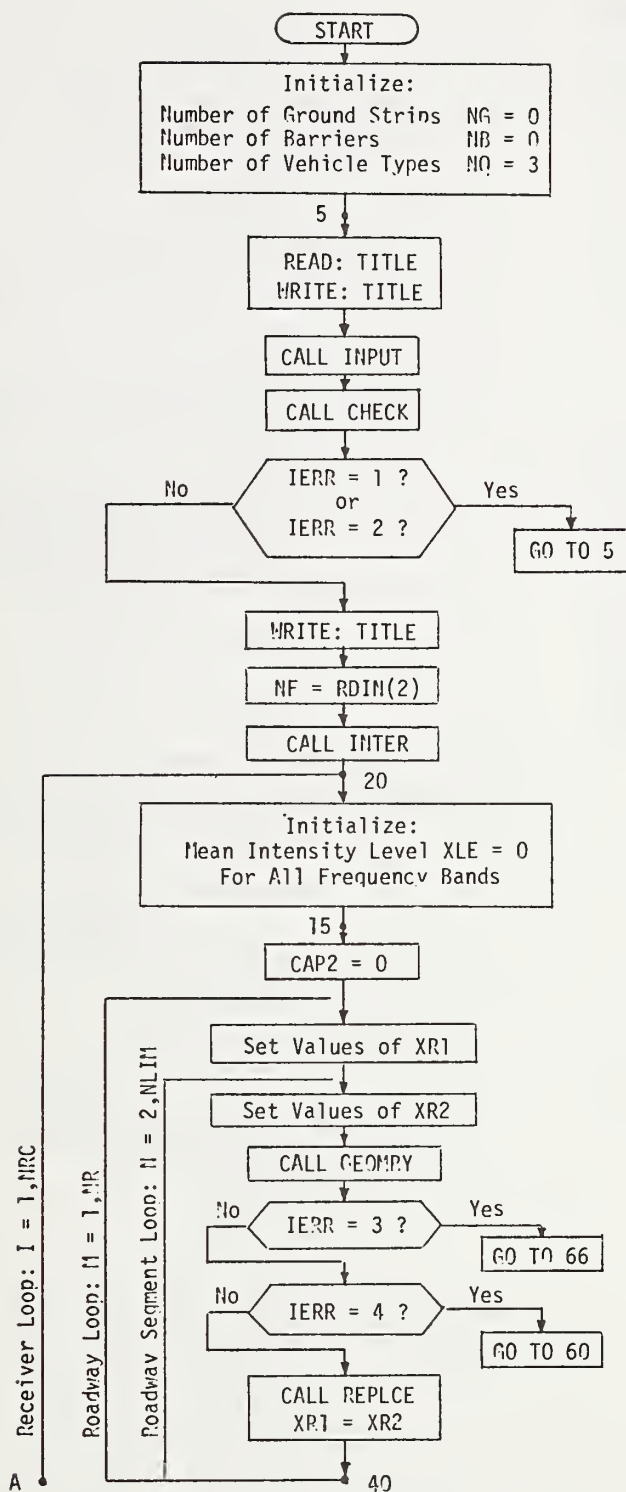 START
Initialize:
Number of Ground Strips NG = 0
Number of Barriers NB = 0
Number of Vehicle Types NQ = 3
5
READ: TITLE
WRITE: TITLE
CALL INPUT
CALL CHECK
IERR = 1 ?
or
IERR = 2 ?
No
Yes
GO TO 5
WRITE: TITLE
NF = RDIN(2)
CALL INTER
20
Initialize:
Mean Intensity Level XLE = 0
For All Frequency Bands
15
CAP2 = 0
Set Values of XR1
Set Values of XR2
CALL GEOMRY
No
IERR = 3 ?
Yes
GO TO 66
No
IERR = 4 ?
Yes
GO TO 60
CALL REPLCE
XR1 = XR2
40
A
Receiver Loop: I = 1,NRC
Roadway Loop: M = 1,NR
Roadway Segment Loop: N = 2,NLIM